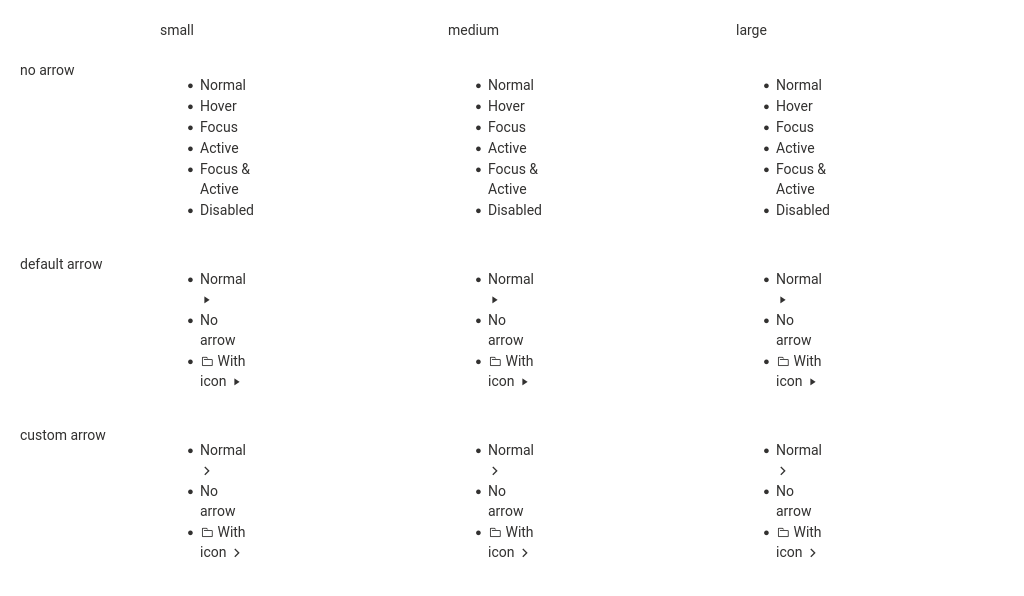 small medium large
no arrow
• Normal • Normal • Normal
• Hover • Hover • Hover
• Focus • Focus • Focus
• Active • Active • Active
• Focus & • Focus & • Focus &
Active Active Active
• Disabled • Disabled • Disabled
default arrow
• Normal • Normal • Normal
• No • No • No
arrow arrow arrow
• With • With • With
icon icon icon
custom arrow
• Normal • Normal • Normal
• No • No • No
arrow arrow arrow
• With • With • With
icon icon icon